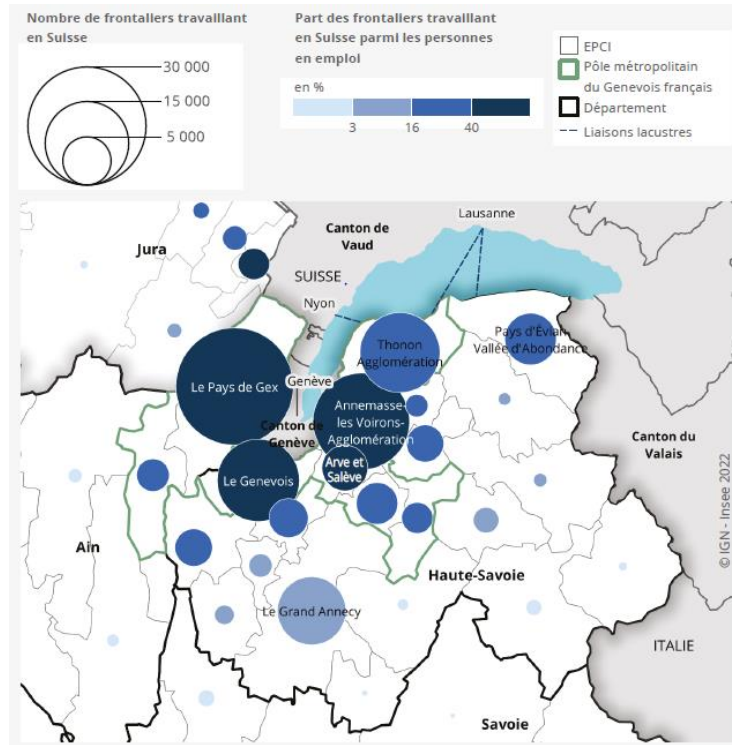 Nombre de frontaliers travaillant
en Suisse
30 000
15 000
5 000
Part des frontaliers travaillant
en Suisse parmi les personnes
en emploi
en %
3
16
40
EPCI
Pôle métropolitain
du Genevois français
Département
Liaisons lacustres
Lausanne
Canton de
Vaud
Jura
SUISSE
Nyon
Thonon
Agglomération
Pays d'Évian
Vallée d'Abondance
Genève
Le Pays de Gex
Annemasse-
les Voirons-
Agglomération
Canton de
Genève
Arve et
Salève
Le Genevois
Canton du
Valais
Ain
Haute-Savoie
Le Grand Annecy
ITALIE
Savoie
© IGN - Insee 2022